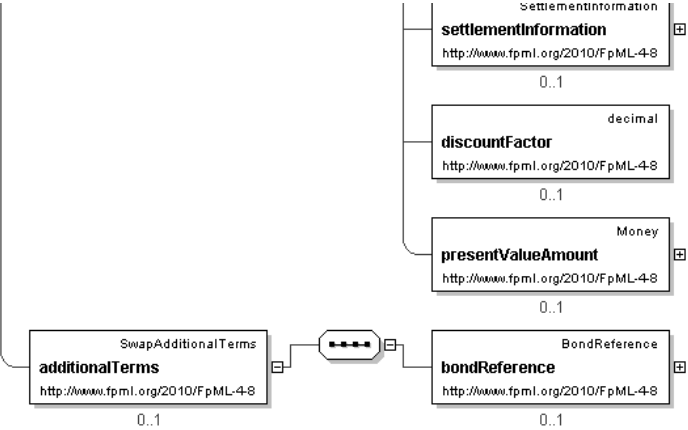 SettlementInformation
settlementInformation
http://www.fpml.org/2010/FpML-4-8
0..1
decimal
discountFactor
http://www.fpml.org/2010/FpML-4-8
0..1
Money
presentValueAmount
http://www.fpml.org/2010/FpML-4-8
0..1
SwapAdditionalTerms
additionalTerms
http://www.fpml.org/2010/FpML-4-8
0..1
BondReference
bondReference
http://www.fpml.org/2010/FpML-4-8
0..1